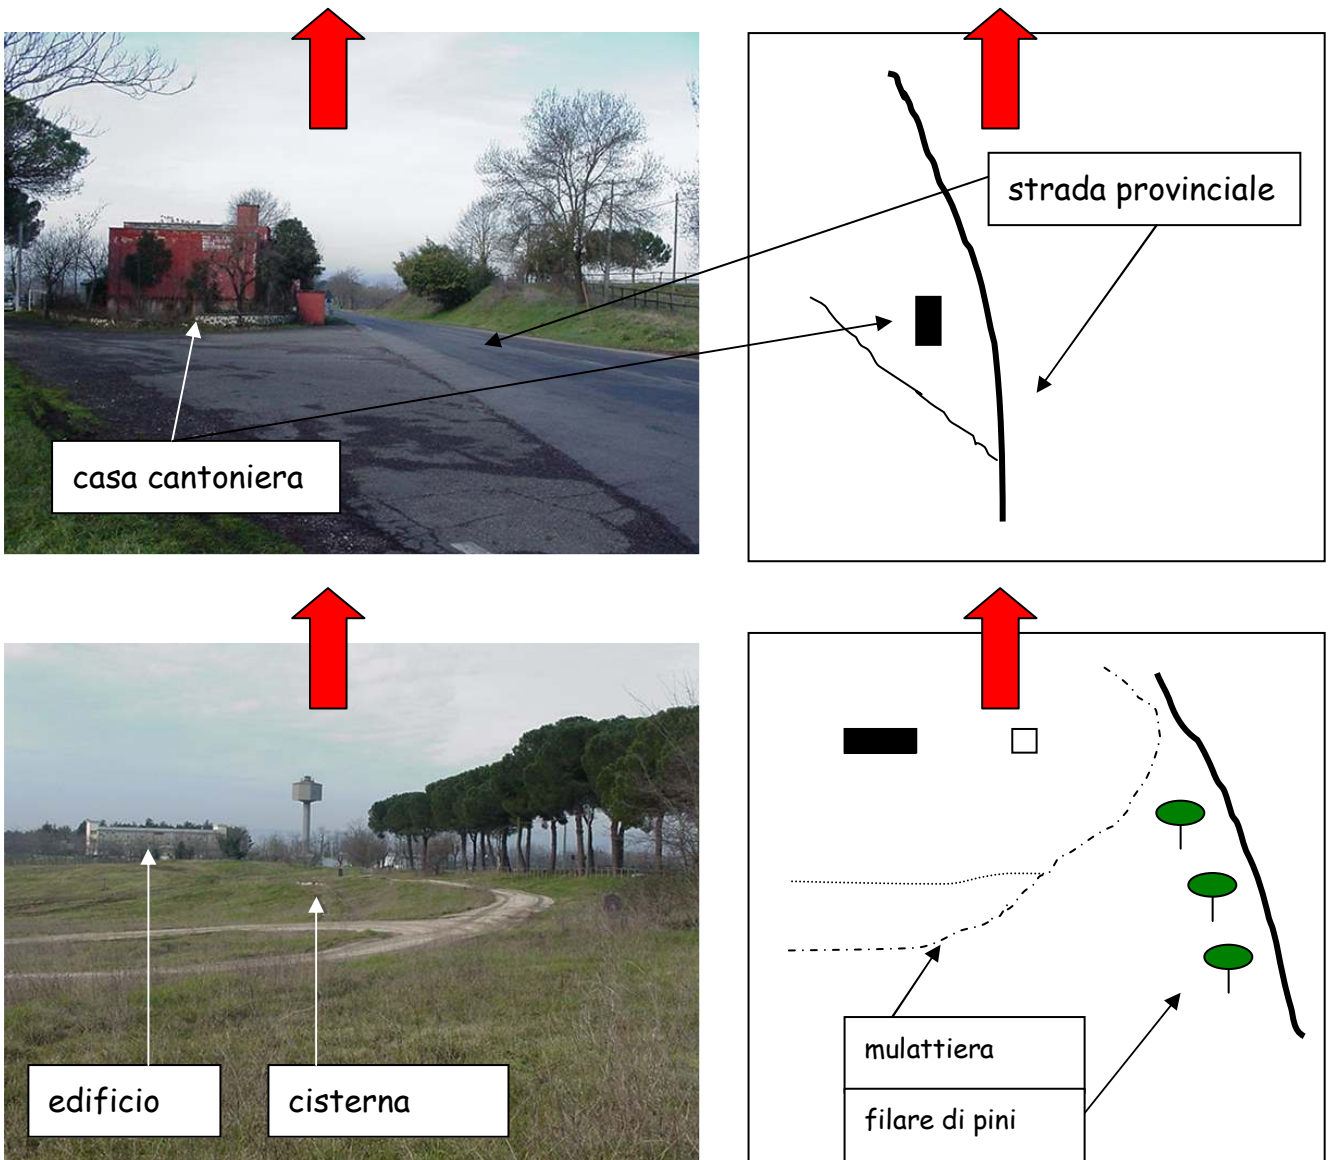 strada provinciale
casa cantoniera
edificio
cisterna
mulattiera
filare di pini